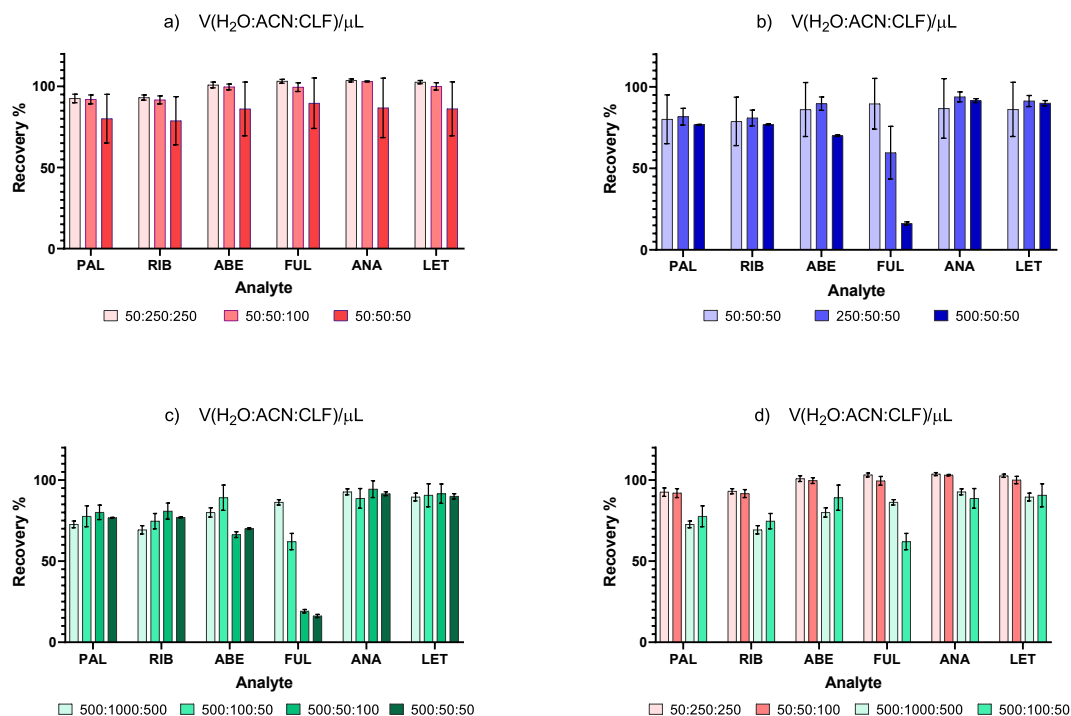 a) V(H₂O:ACN:CLF)/μL
Recovery %
100
50
0
PAL RIB ABE FUL ANA LET
Analyte
50:250:250 50:50:100 50:50:50
b) V(H₂O:ACN:CLF)/μL
Recovery %
100
50
0
PAL RIB ABE FUL ANA LET
Analyte
50:50:50 250:50:50 500:50:50
c) V(H₂O:ACN:CLF)/μL
Recovery %
100
50
0
PAL RIB ABE FUL ANA LET
Analyte
500:1000:500 500:100:50 500:50:100 500:50:50
d) V(H₂O:ACN:CLF)/μL
Recovery %
100
50
0
PAL RIB ABE FUL ANA LET
Analyte
50:250:250 50:50:100 500:1000:500 500:100:50